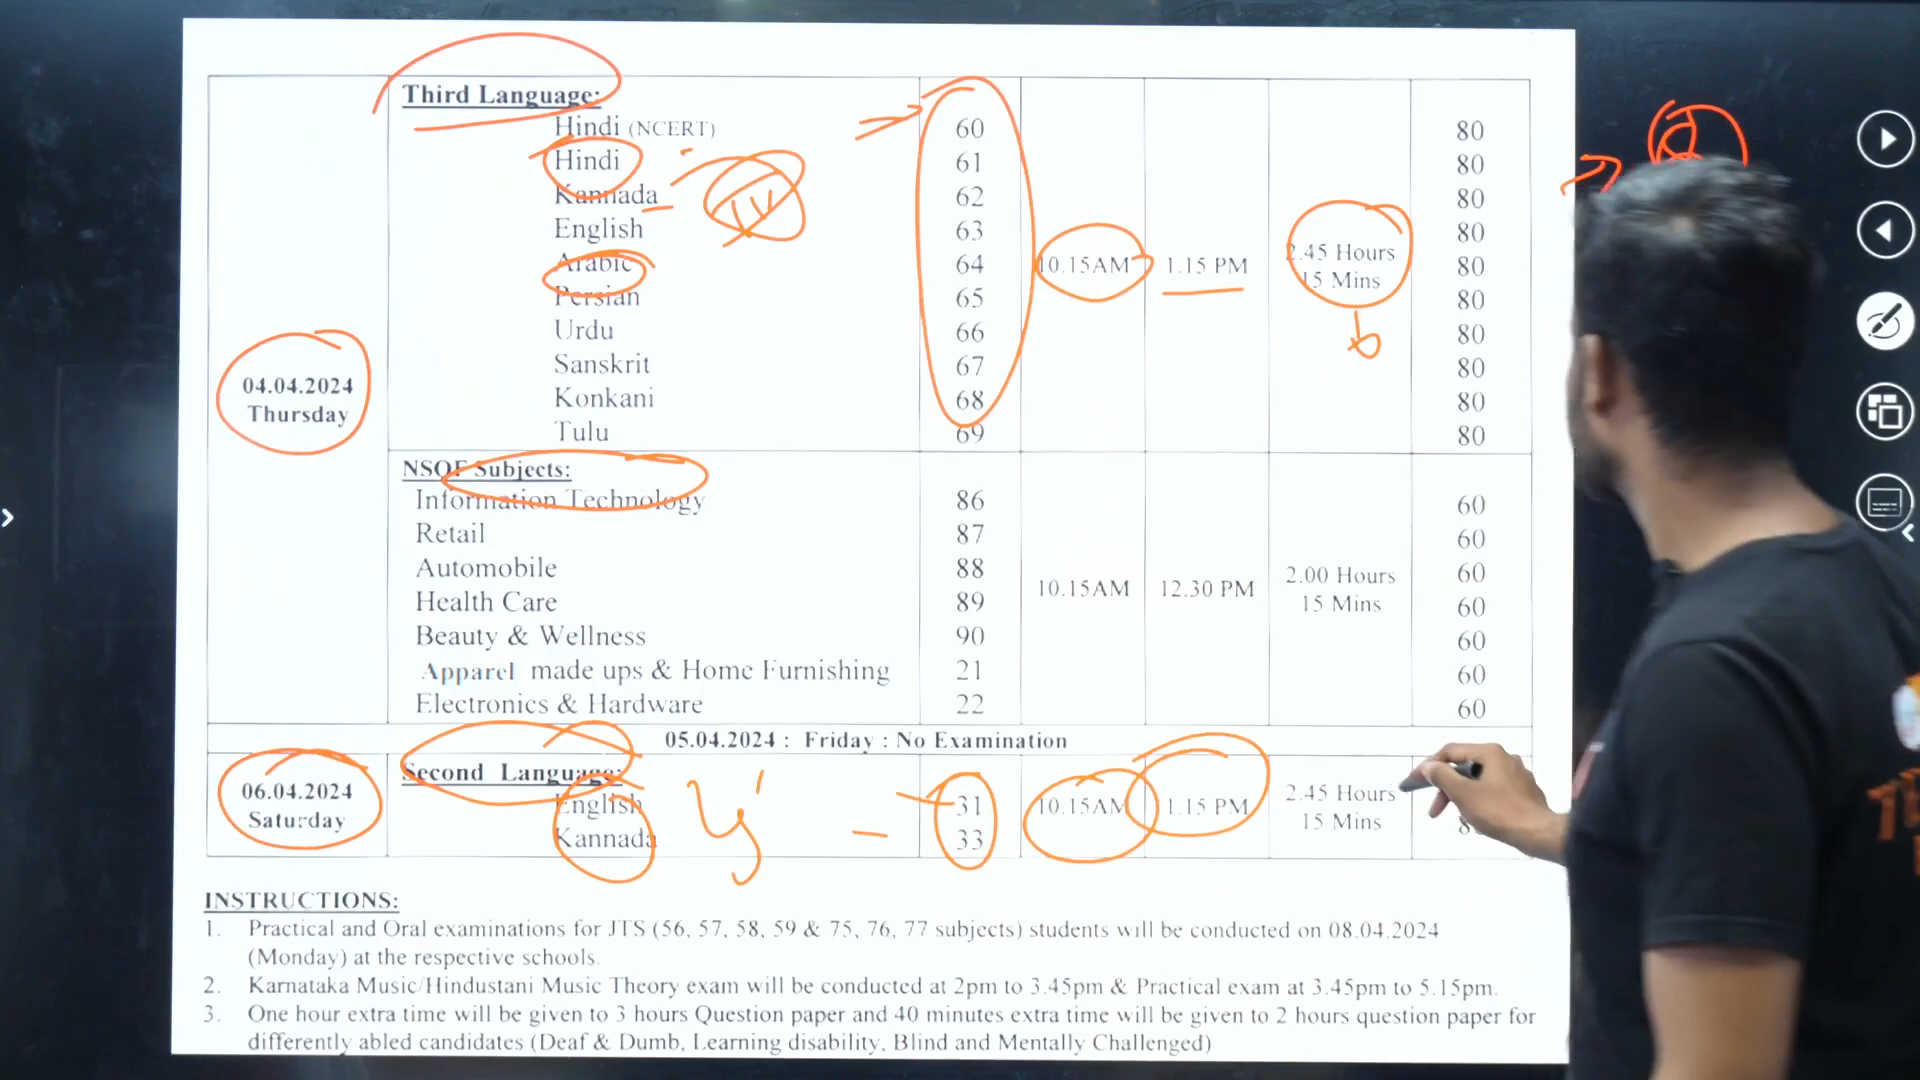 Third Language:
Hindi (NCERT) 60 80
Hindi 61 80
Kannada 62 80
English 63 80
Arabic 64 10.15AM 1.15 PM 2.45 Hours 15 Mins 80
Persian 65 80
Urdu 66 80
Sanskrit 67 80
04.04.2024 Thursday
Konkani 68 80
Tulu 69 80
NSQF Subjects:
Information Technology 86 60
Retail 87 60
Automobile 88 60
Health Care 89 10.15AM 12.30 PM 2.00 Hours 15 Mins 60
Beauty & Wellness 90 60
Apparel made ups & Home Furnishing 21 60
Electronics & Hardware 22 60
05.04.2024 : Friday : No Examination
06.04.2024 Saturday
Second Language:
English 31 10.15AM 1.15 PM 2.45 Hours
Kannada 33 15 Mins
INSTRUCTIONS:
1. Practical and Oral examinations for JTS (56, 57, 58, 59 & 75, 76, 77 subjects) students will be conducted on 08.04.2024
(Monday) at the respective schools.
2. Karnataka Music/Hindustani Music Theory exam will be conducted at 2pm to 3.45pm & Practical exam at 3.45pm to 5.15pm.
3. One hour extra time will be given to 3 hours Question paper and 40 minutes extra time will be given to 2 hours question paper for
differently abled candidates (Deaf & Dumb, Learning disability, Blind and Mentally Challenged)